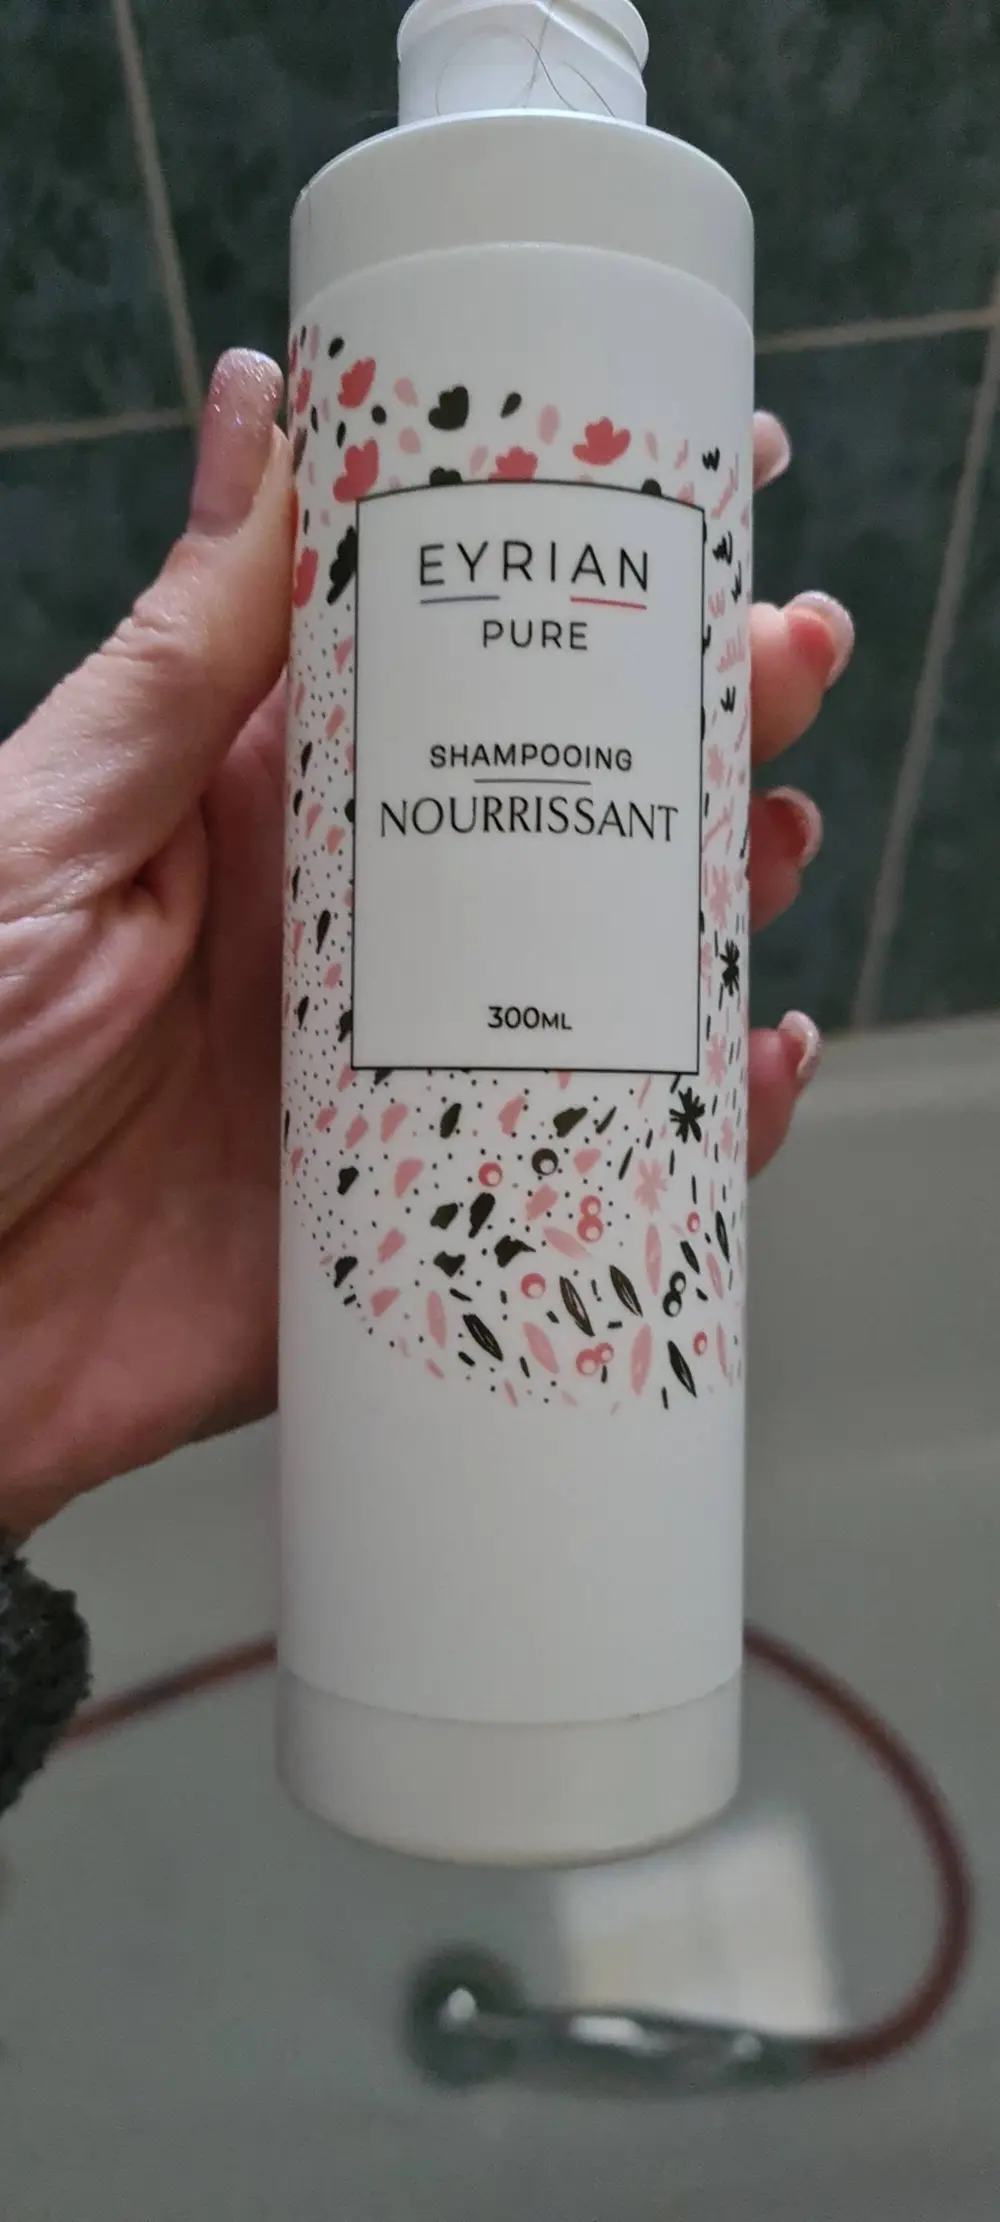 EYRIAN
PURE
SHAMPOOING
NOURRISSANT
300ML